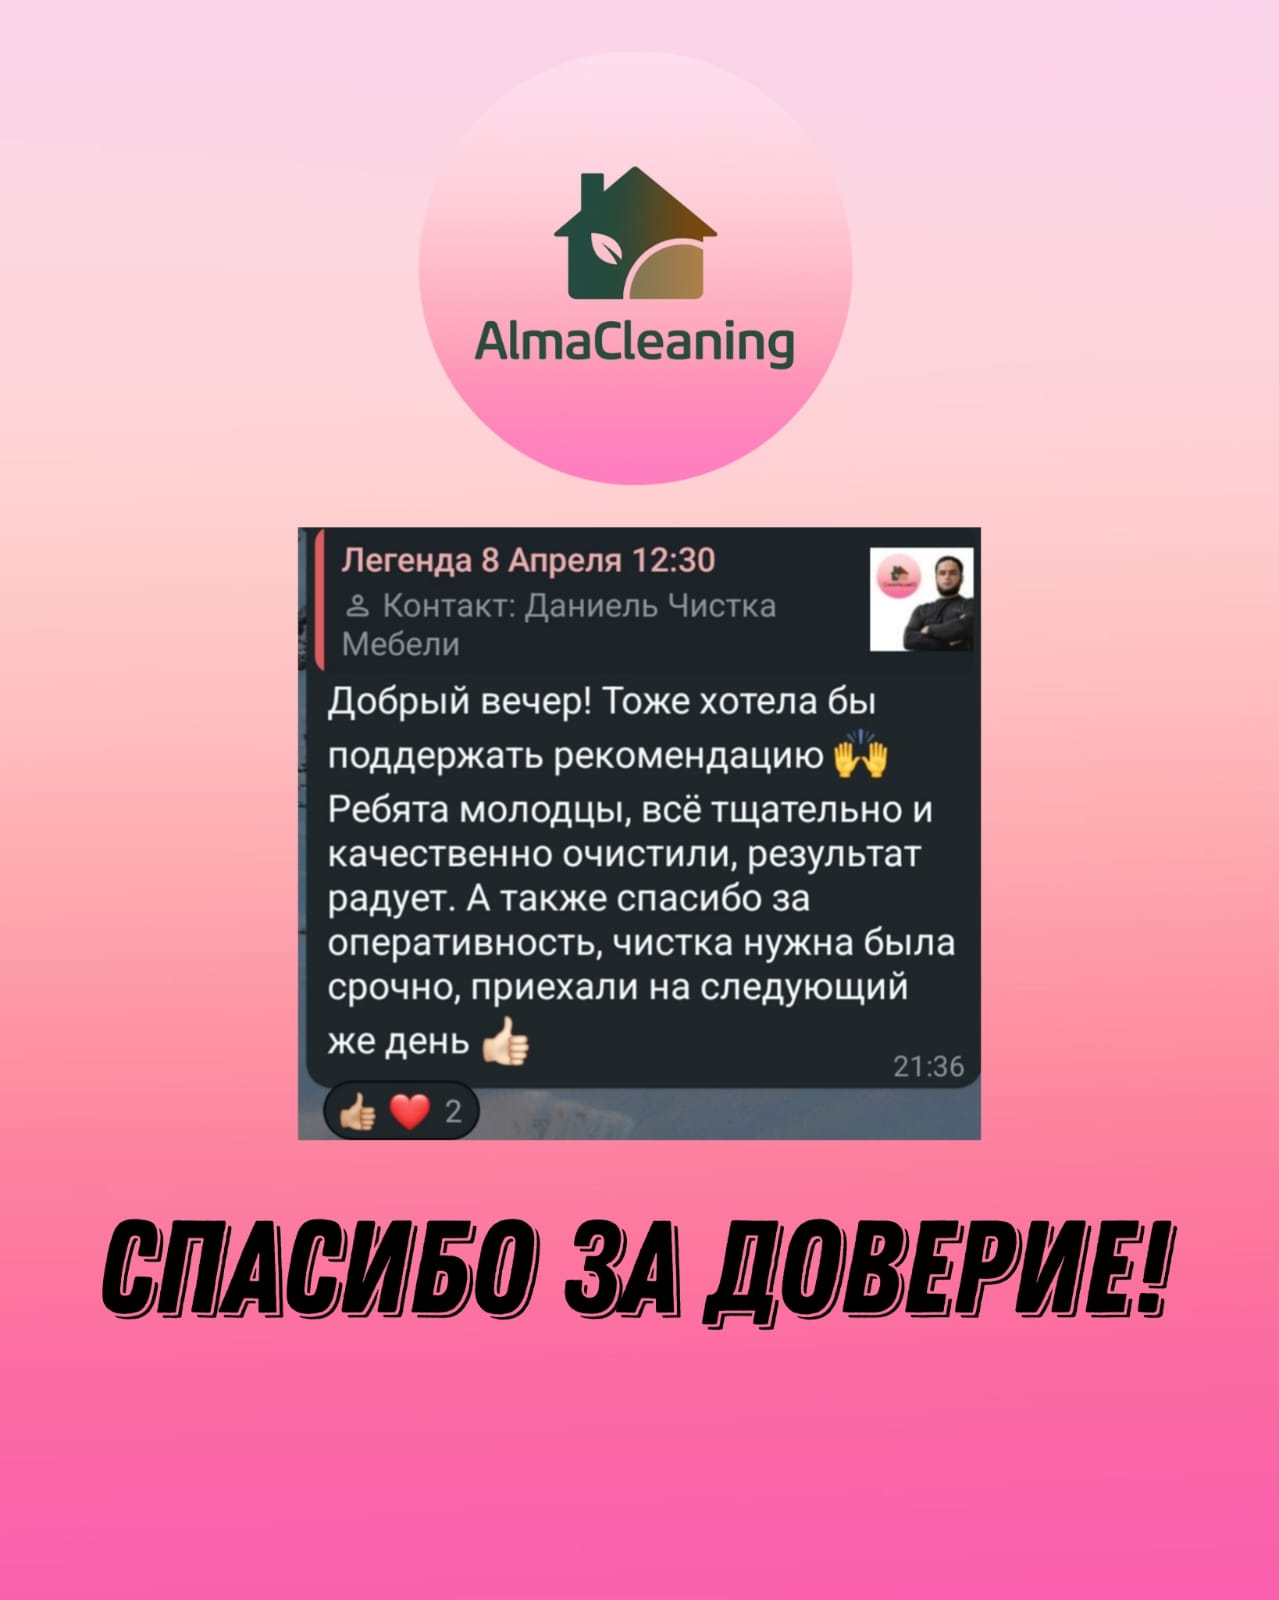 AlmaCleaning
Легенда 8 Апреля 12:30
Контакт: Даниель Чистка
Мебели
Добрый вечер! Тоже хотела бы
поддержать рекомендацию 🙌
Ребята молодцы, всё тщательно и
качественно очистили, результат
радует. А также спасибо за
оперативность, чистка нужна была
срочно, приехали на следующий
же день 👍🏻
21:36
👍🏼 ❤️ 2
СПАСИБО ЗА ДОВЕРИЕ!